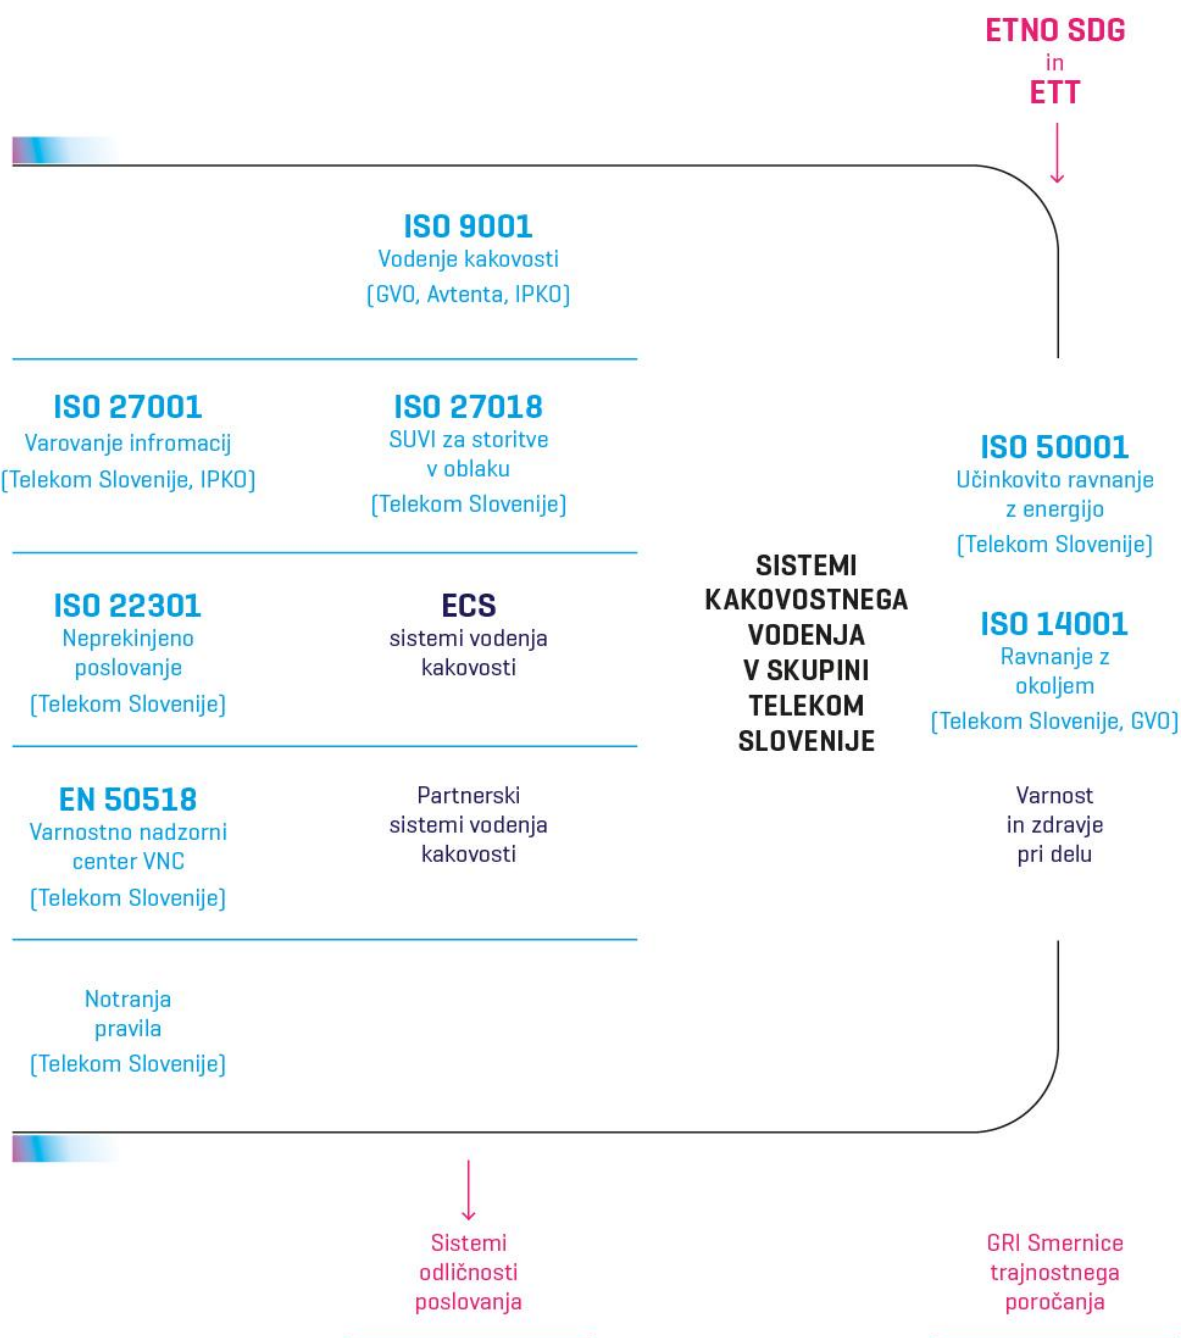 ETNO SDG
in
ETT
ISO 9001
Vodenje kakovosti
(GVO, Avtenta, IPKO)
ISO 27001
Varovanje infromacij
(Telekom Slovenije, IPKO)
ISO 27018
SUVI za storitve
v oblaku
(Telekom Slovenije)
ISO 22301
Neprekinjeno
poslovanje
(Telekom Slovenije)
ECS
sistemi vodenja
kakovosti
EN 50518
Varnostno nadzorni
center VNC
(Telekom Slovenije)
Partnerski
sistemi vodenja
kakovosti
Notranja
pravila
(Telekom Slovenije)
SISTEMI
KAKOVOSTNEGA
VODENJA
V SKUPINI
TELEKOM
SLOVENIJE
ISO 50001
Učinkovito ravnanje
z energijo
(Telekom Slovenije)
ISO 14001
Ravnanje z
okoljem
(Telekom Slovenije, GVO)
Varnost
in zdravje
pri delu
Sistemi
odličnosti
poslovanja
GRI Smernice
trajnostnega
poročanja